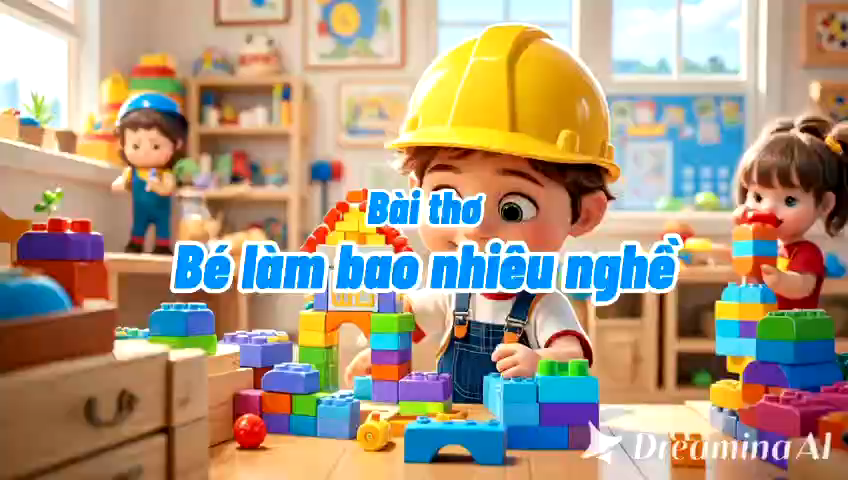 Bài thơ
Bé làm bao nhiêu nghề
Dreamina AI